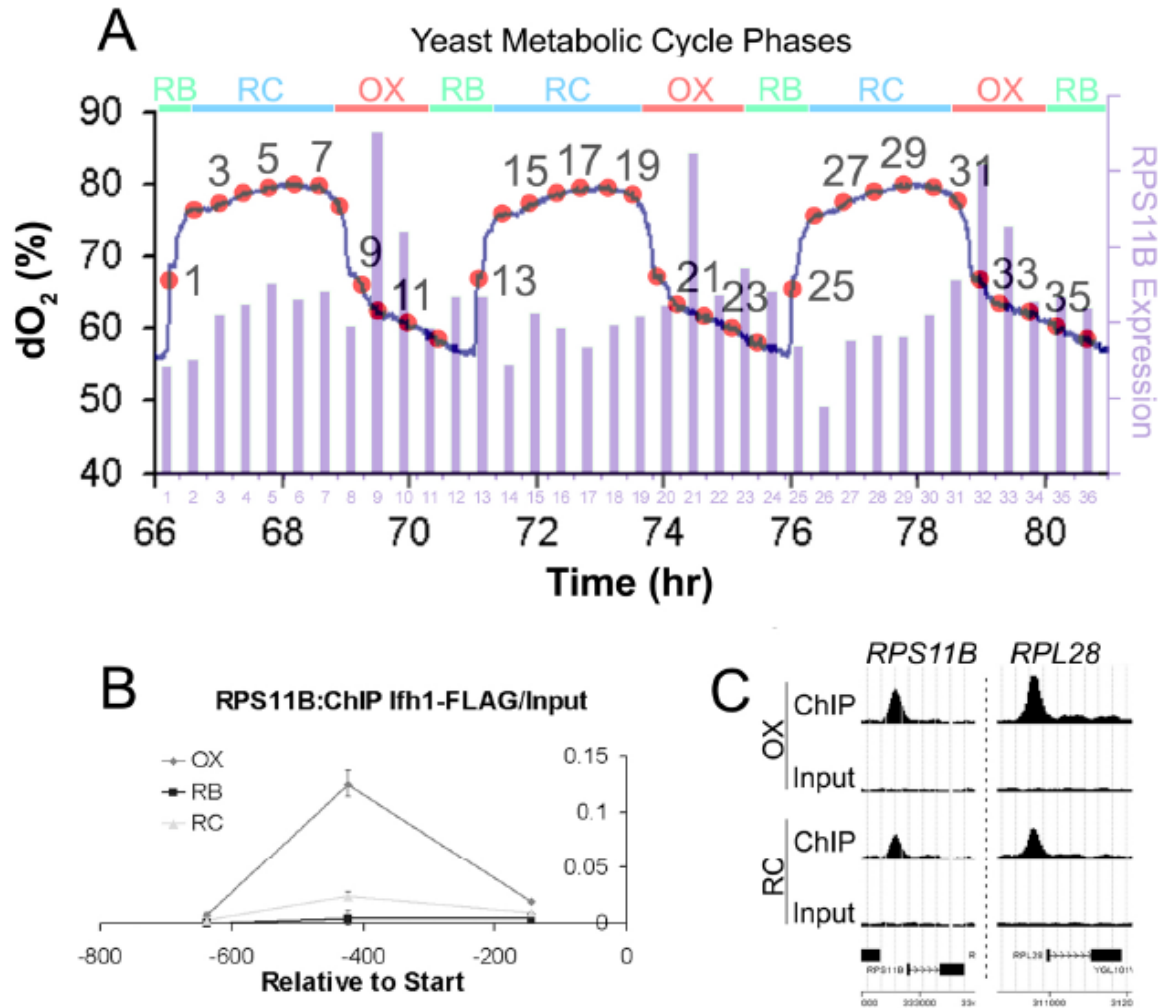 A
Yeast Metabolic Cycle Phases
RB RC OX RB RC OX RB RC OX RB
90
80
70
60
50
40
dO2 (%)
1 3 5 7 9 11 13 15 17 19 21 23 25 27 29 31 33 35
RPS11B Expression
1 2 3 4 5 6 7 8 9 10 11 12 13 14 15 16 17 18 19 20 21 22 23 24 25 26 27 28 29 30 31 32 33 34 35 36
66 68 70 72 74 76 78 80
Time (hr)
B
RPS11B:ChIP Ifh1-FLAG/Input
OX
RB
RC
0.15
0.1
0.05
0
-800 -600 -400 -200 0
Relative to Start
C
RPS11B RPL28
OX
ChIP
Input
RC
ChIP
Input
RPS11B R RPL28
000 333000 311000 3120